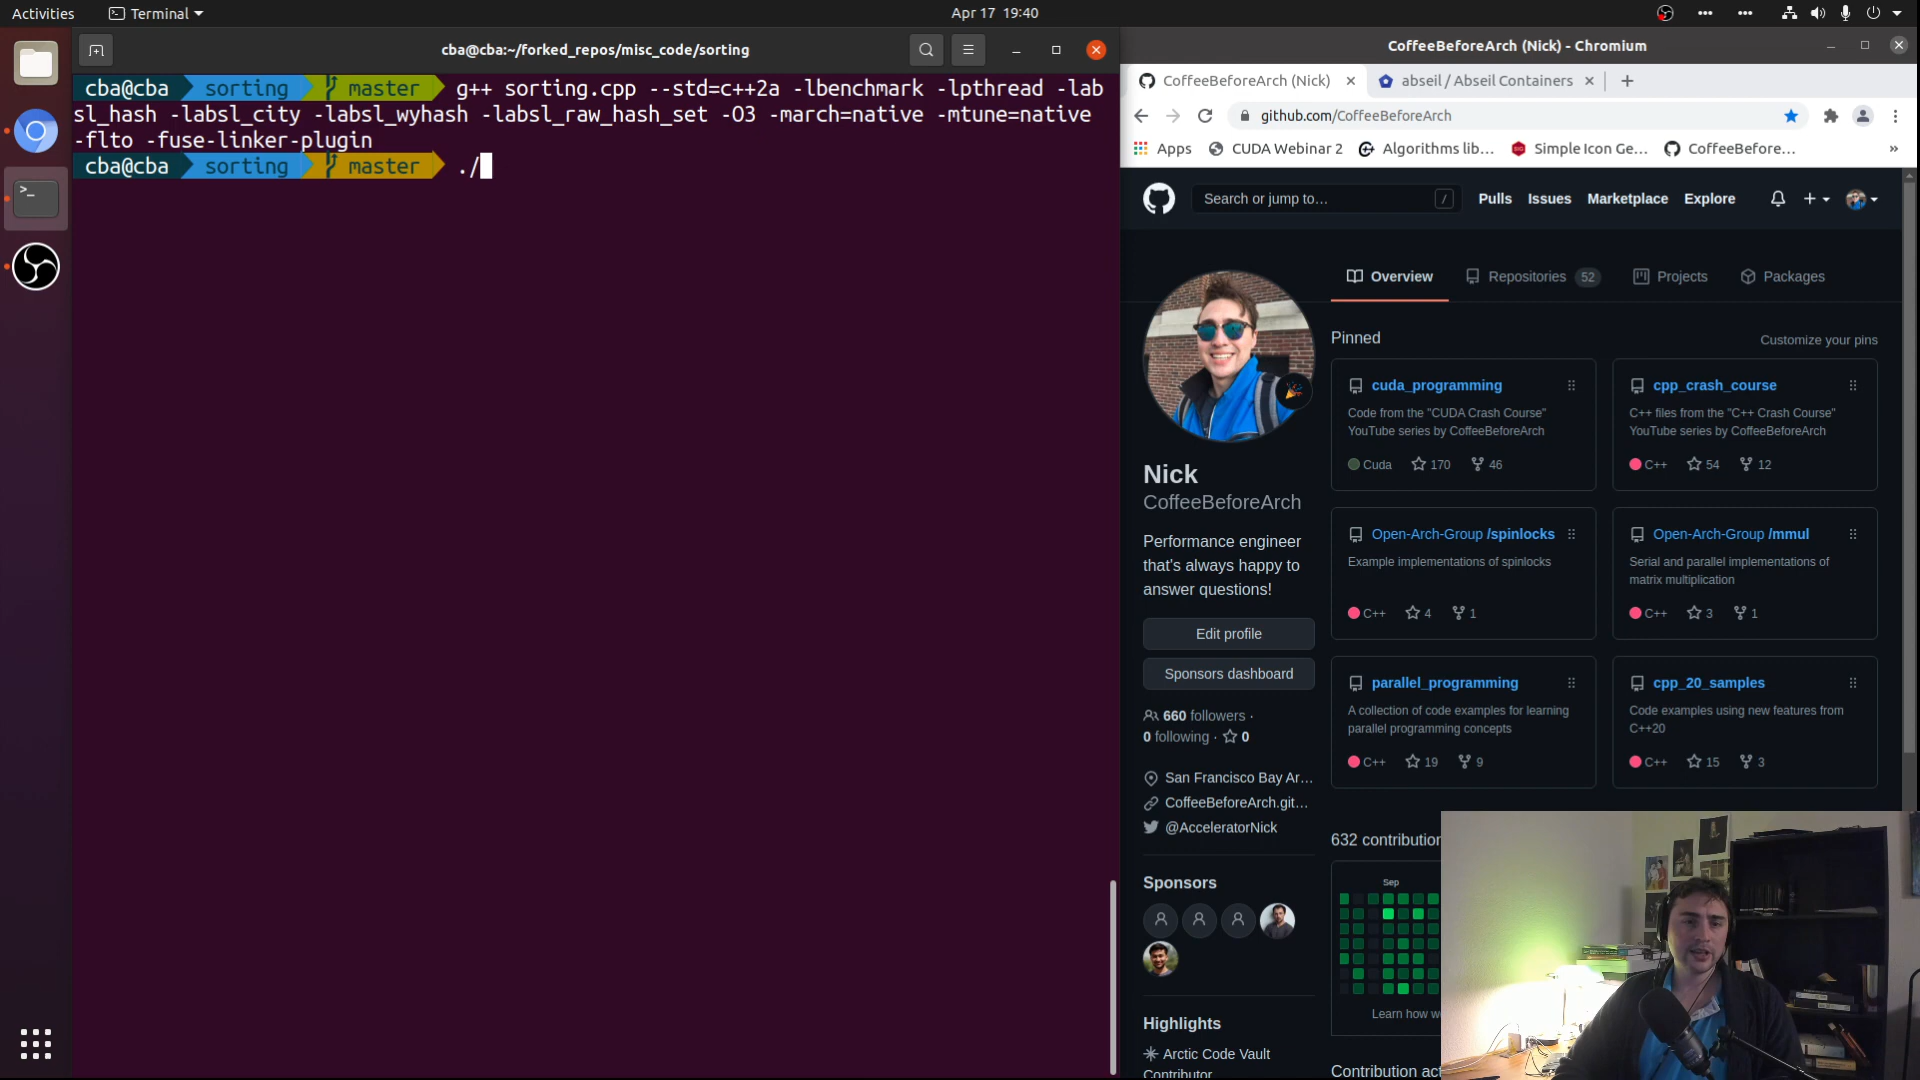 Activities
Terminal
Apr 17 19:40
cba@cba:~/forked_repos/misc_code/sorting
cba@cba sorting master g++ sorting.cpp --std=c++2a -lbenchmark -lpthread -lab
sl_hash -labsl_city -labsl_wyhash -labsl_raw_hash_set -O3 -march=native -mtune=native
-flto -fuse-linker-plugin
cba@cba sorting master ./
CoffeeBeforeArch (Nick) - Chromium
CoffeeBeforeArch (Nick)
abseil / Abseil Containers
github.com/CoffeeBeforeArch
Apps
CUDA Webinar 2
Algorithms lib...
Simple Icon Ge...
CoffeeBefore...
»
Search or jump to…
/
Pulls
Issues
Marketplace
Explore
Overview
Repositories 52
Projects
Packages
Nick
CoffeeBeforeArch
Performance engineer
that's always happy to
answer questions!
Edit profile
Sponsors dashboard
660 followers ·
0 following · 0
San Francisco Bay Ar…
CoffeeBeforeArch.git…
@AcceleratorNick
Sponsors
Highlights
Arctic Code Vault
Contributor
Pinned
Customize your pins
cuda_programming
Code from the "CUDA Crash Course"
YouTube series by CoffeeBeforeArch
Cuda 170 46
cpp_crash_course
C++ files from the "C++ Crash Course"
YouTube series by CoffeeBeforeArch
C++ 54 12
Open-Arch-Group /spinlocks
Example implementations of spinlocks
C++ 4 1
Open-Arch-Group /mmul
Serial and parallel implementations of
matrix multiplication
C++ 3 1
parallel_programming
A collection of code examples for learning
parallel programming concepts
C++ 19 9
cpp_20_samples
Code examples using new features from
C++20
C++ 15 3
632 contribution
Sep
Learn how w
Contribution act